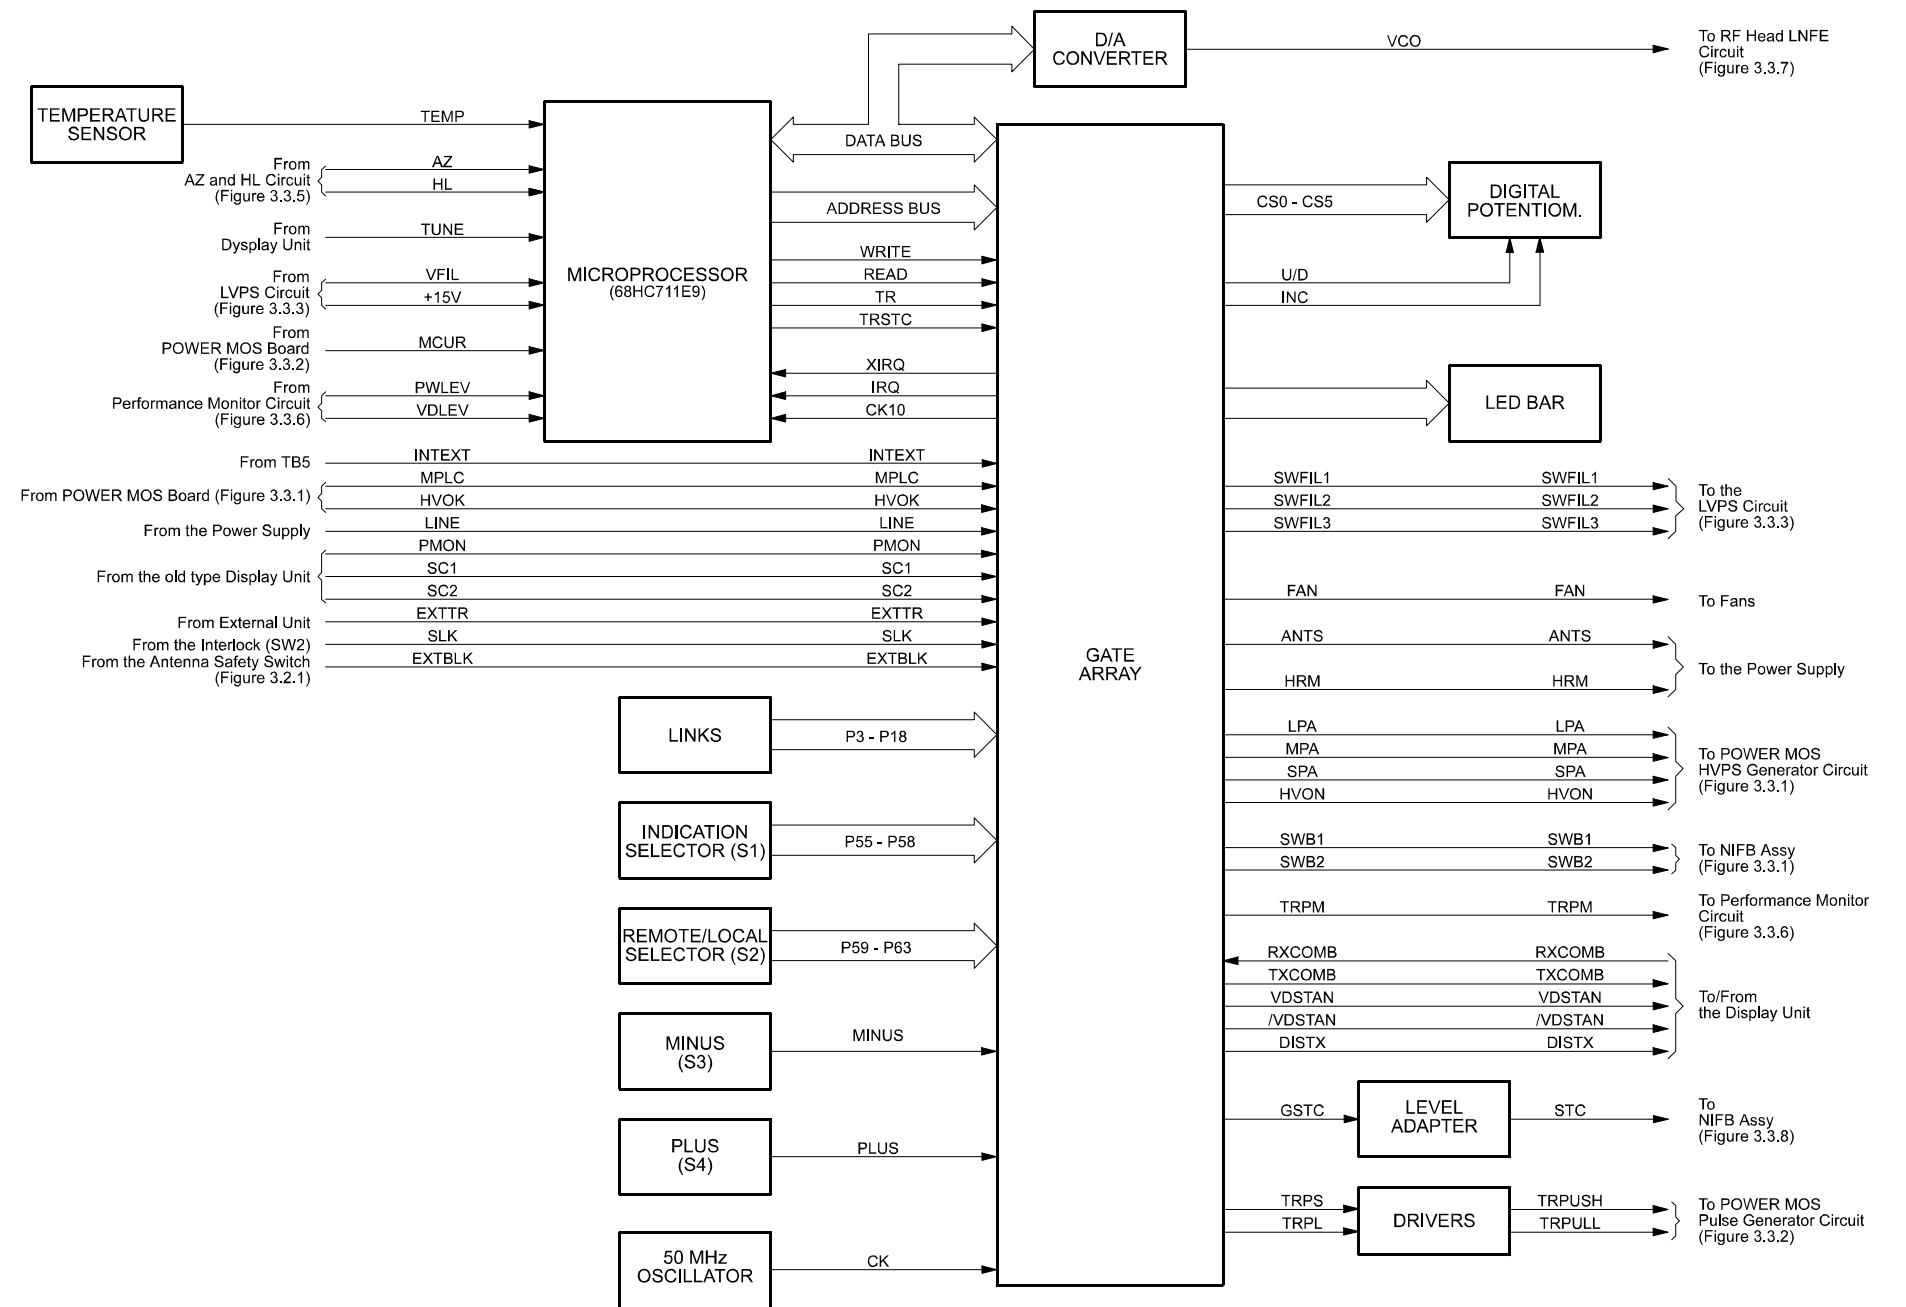 D/A
CONVERTER
VCO
To RF Head LNFE
Circuit
(Figure 3.3.7)
TEMPERATURE
SENSOR
TEMP
From
AZ and HL Circuit
(Figure 3.3.5)
AZ
HL
From
Dysplay Unit
TUNE
From
LVPS Circuit
(Figure 3.3.3)
VFIL
+15V
From
POWER MOS Board
(Figure 3.3.2)
MCUR
From
Performance Monitor Circuit
(Figure 3.3.6)
PWLEV
VDLEV
MICROPROCESSOR
(68HC711E9)
DATA BUS
ADDRESS BUS
WRITE
READ
TR
TRSTC
XIRQ
IRQ
CK10
From TB5
INTEXT
INTEXT
From POWER MOS Board (Figure 3.3.1)
MPLC
MPLC
HVOK
HVOK
From the Power Supply
LINE
LINE
From the old type Display Unit
PMON
PMON
SC1
SC1
SC2
SC2
From External Unit
EXTTR
EXTTR
From the Interlock (SW2)
SLK
SLK
From the Antenna Safety Switch
(Figure 3.2.1)
EXTBLK
EXTBLK
LINKS
P3 - P18
INDICATION
SELECTOR (S1)
P55 - P58
REMOTE/LOCAL
SELECTOR (S2)
P59 - P63
MINUS
(S3)
MINUS
PLUS
(S4)
PLUS
50 MHz
OSCILLATOR
CK
GATE
ARRAY
CS0 - CS5
DIGITAL
POTENTIOM.
U/D
INC
LED BAR
SWFIL1
SWFIL1
SWFIL2
SWFIL2
SWFIL3
SWFIL3
To the
LVPS Circuit
(Figure 3.3.3)
FAN
FAN
To Fans
ANTS
ANTS
HRM
HRM
To the Power Supply
LPA
LPA
MPA
MPA
SPA
SPA
HVON
HVON
To POWER MOS
HVPS Generator Circuit
(Figure 3.3.1)
SWB1
SWB1
SWB2
SWB2
To NIFB Assy
(Figure 3.3.1)
TRPM
TRPM
To Performance Monitor
Circuit
(Figure 3.3.6)
RXCOMB
RXCOMB
TXCOMB
TXCOMB
VDSTAN
VDSTAN
/VDSTAN
/VDSTAN
DISTX
DISTX
To/From
the Display Unit
GSTC
LEVEL
ADAPTER
STC
To
NIFB Assy
(Figure 3.3.8)
TRPS
TRPL
DRIVERS
TRPUSH
TRPULL
To POWER MOS
Pulse Generator Circuit
(Figure 3.3.2)